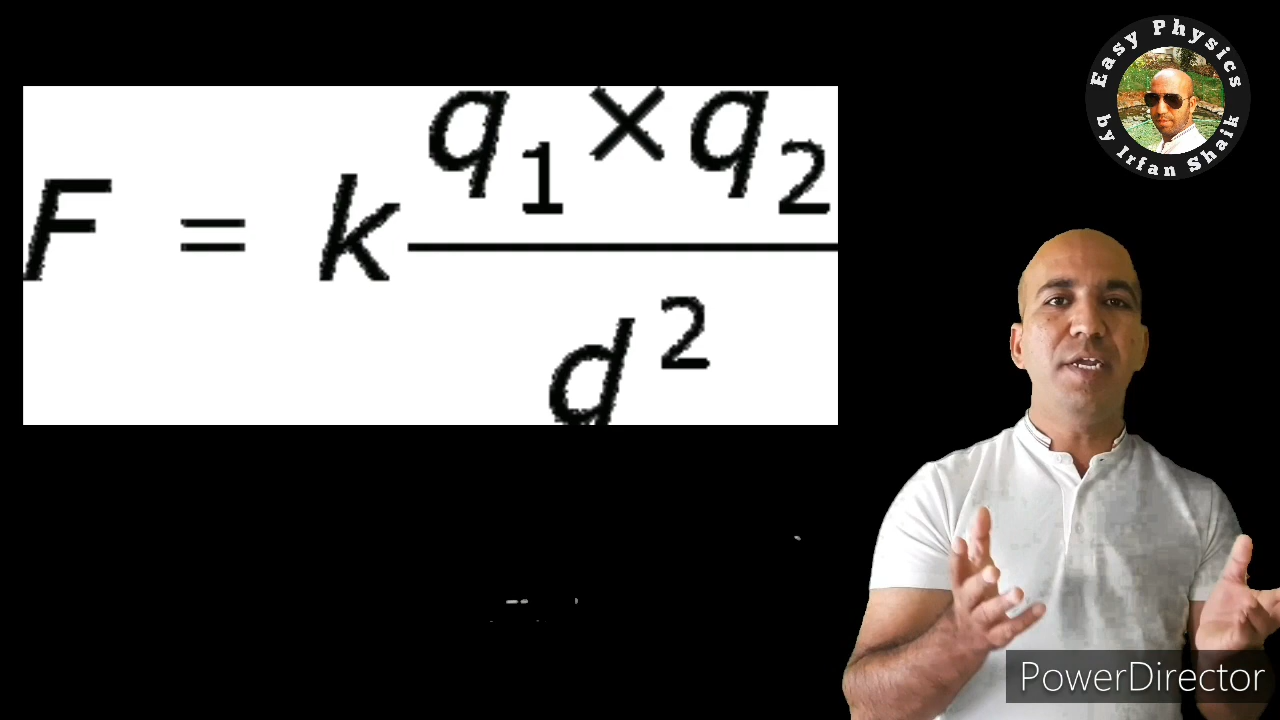 F = k q₁×q₂
d²
Easy Physics
by Irfan Shaik
PowerDirector